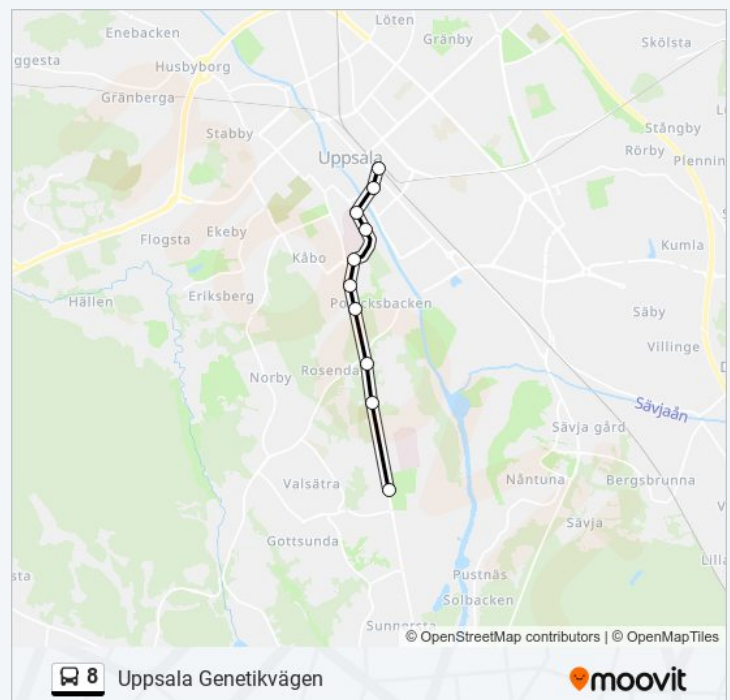 Löten
Enebacken
Gränby
Skölsta
ggesta
Husbyborg
Gränberga
Stabby
Stångby
Uppsala
Rörby
Plennin
Flogsta
Ekeby
Kumla
Kåbo
Hällen
Eriksberg
Polacksbacken
Säby
Villinge
Rosenda
Norby
Sävjaån
Sävja gård
Valsätra
Nåntuna
Bergsbrunna
Sävja
Gottsunda
Lilla
sta
Pustnäs
Solbacken
Sunnersta
© OpenStreetMap contributors | © OpenMapTiles
8 Uppsala Genetikvägen
moovit